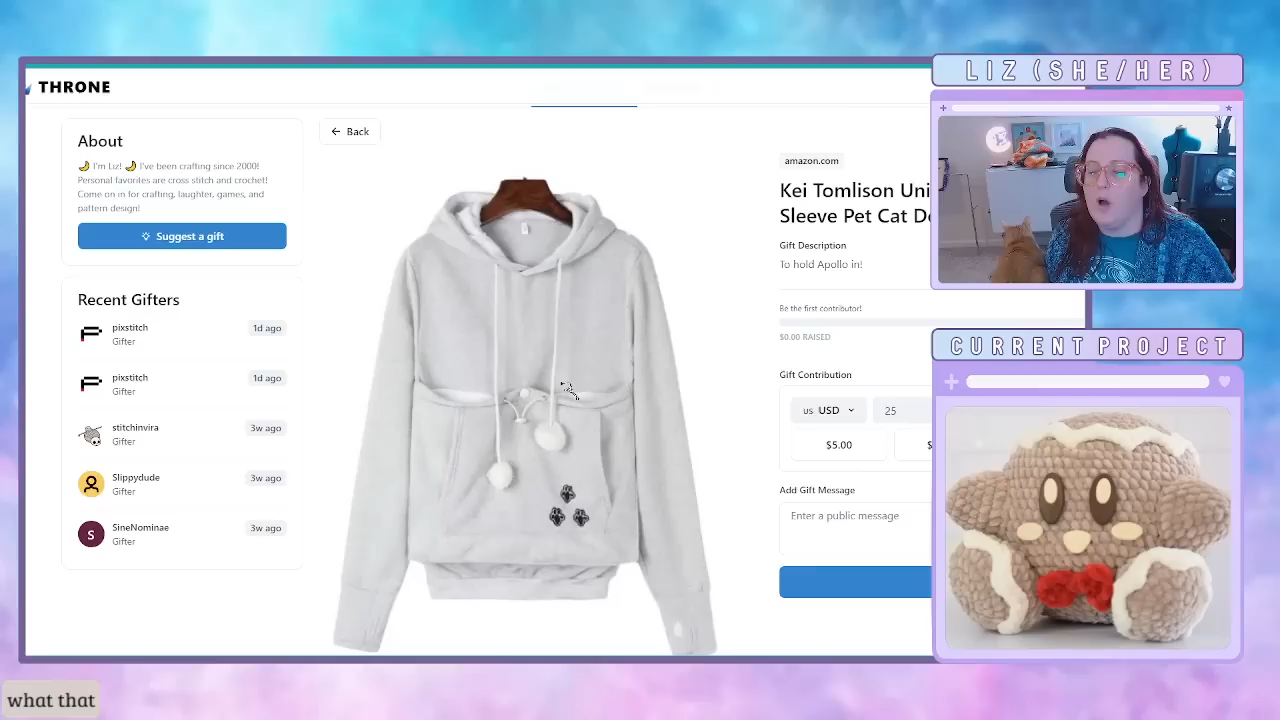 THRONE
About
🌙 I'm Liz! 🌙 I've been crafting since 2000!
Personal favorites are cross stitch and crochet!
Come on in for crafting, laughter, games, and
pattern design!
Suggest a gift
Recent Gifters
pixstitch
Gifter
1d ago
pixstitch
Gifter
1d ago
stitchinvira
Gifter
3w ago
Slippydude
Gifter
3w ago
S
SineNominae
Gifter
3w ago
Back
amazon.com
Kei Tomlison Uni
Sleeve Pet Cat Do
Gift Description
To hold Apollo in!
Be the first contributor!
$0.00 RAISED
Gift Contribution
us USD
25
$5.00
$
Add Gift Message
Enter a public message
LIZ (SHE/HER)
CURRENT PROJECT
what that